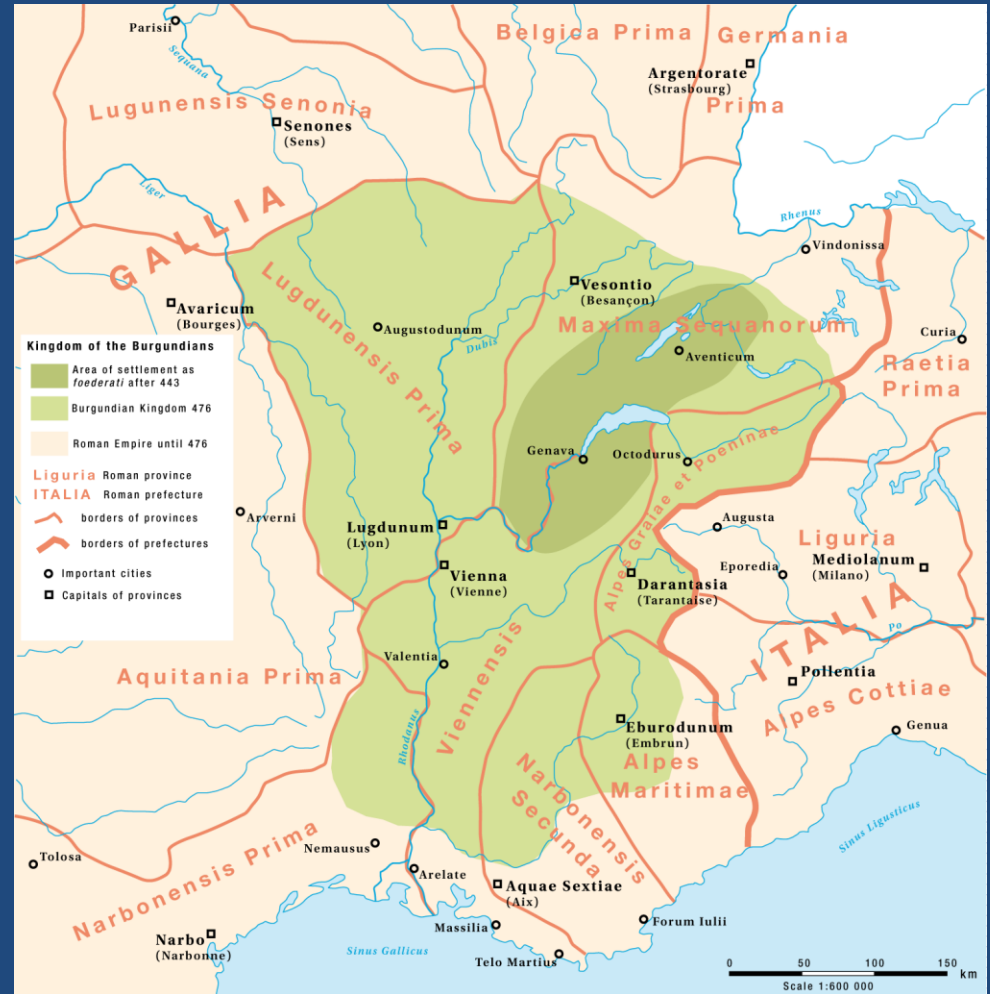 Parisii
Sequana
Belgica Prima
Germania
Prima
Argentorate
(Strasbourg)
Lugunensis Senonia
Senones
(Sens)
Liger
GALLIA
Rhenus
Vindonissa
Avaricum
(Bourges)
Lugdunensis Prima
Augustodunum
Vesontio
(Besançon)
Dubis
Maxima Sequanorum
Aventicum
Curia
Raetia
Prima
Kingdom of the Burgundians
Area of settlement as
foederati after 443
Burgundian Kingdom 476
Roman Empire until 476
Liguria Roman province
ITALIA Roman prefecture
borders of provinces
borders of prefectures
Important cities
Capitals of provinces
Genava
Octodurus
Alpes Graiae et Poeninae
Arverni
Lugdunum
(Lyon)
Vienna
(Vienne)
Darantasia
(Tarantaise)
Augusta
Eporedia
Liguria
Mediolanum
(Milano)
ITALIA
Po
Valentia
Aquitania Prima
Rhodanus
Viennensis
Pollentia
Alpes Cottiae
Genua
Eburodunum
(Embrun)
Alpes
Maritimae
Narbonensis
Secunda
Sinus Ligusticus
Narbonensis Prima
Tolosa
Nemausus
Arelate
Aquae Sextiae
(Aix)
Massilia
Forum Iulii
Telo Martius
Narbo
(Narbonne)
Sinus Gallicus
0 50 100 150 km
Scale 1:600 000